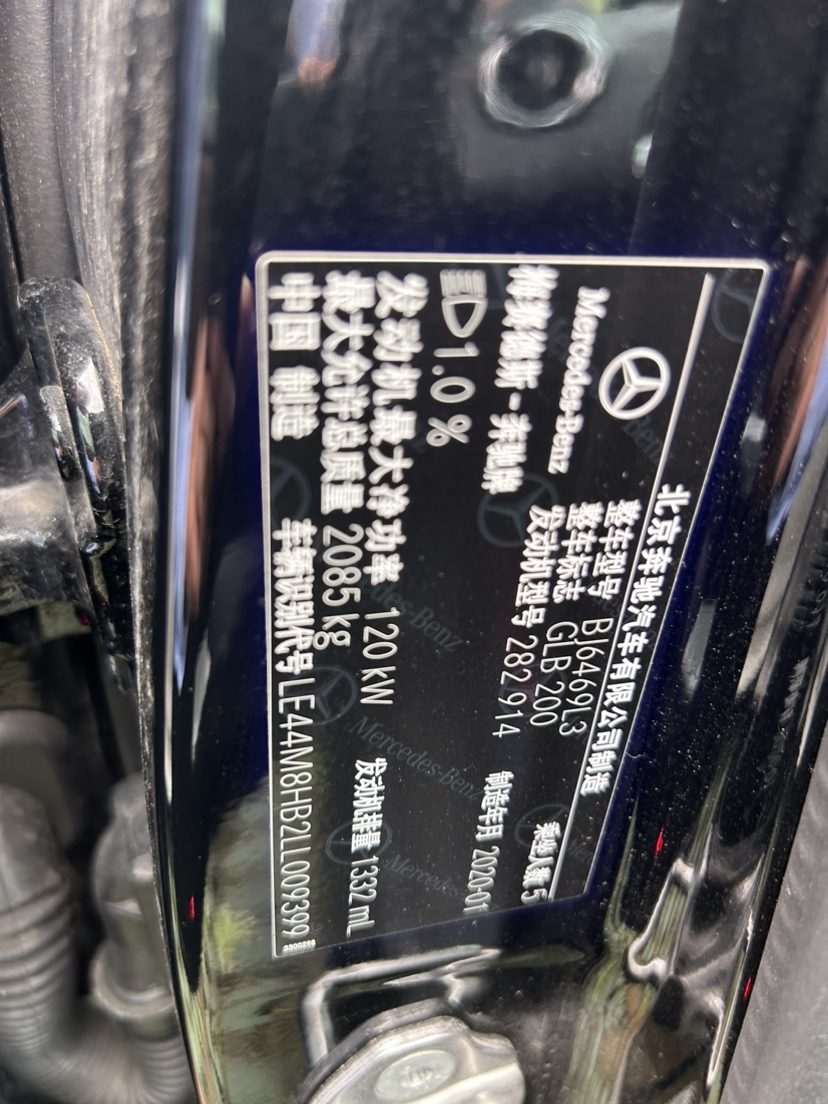 北京奔驰汽车有限公司制造
Mercedes-Benz
梅赛德斯-奔驰牌
整车型号 BJ6469L3
整车标志 GLB 200
乘坐人数 5
发动机型号 282 914
制造年月 2020-01
1.0 %
发动机最大净功率 120 kW
发动机排量 1332 mL
最大允许总质量 2085 kg
中国 制造
车辆识别代号 LE44M8HB2LL009399